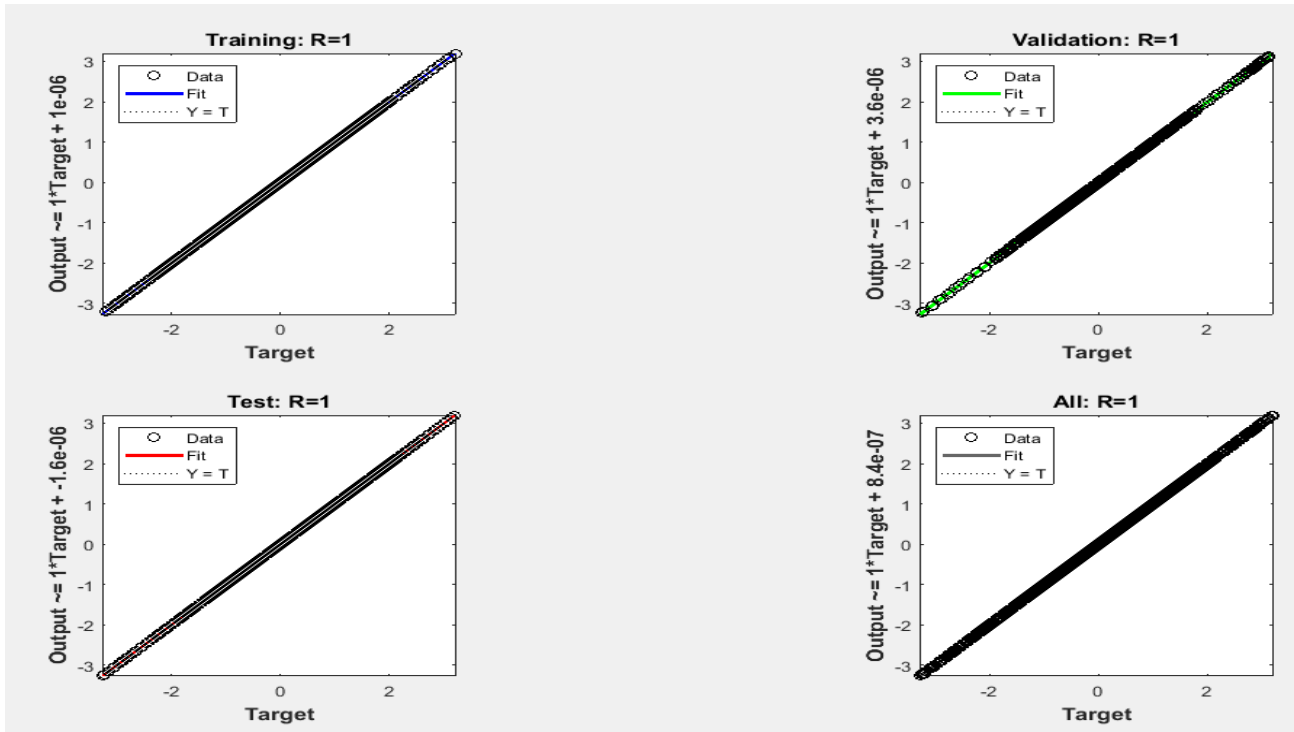 Training: R=1
Output ~= 1*Target + 1e-06
3
2
1
0
-1
-2
-3
Data
Fit
Y = T
-2
0
2
Target
Validation: R=1
Output ~= 1*Target + 3.6e-06
3
2
1
0
-1
-2
-3
Data
Fit
Y = T
-2
0
2
Target
Test: R=1
Output ~= 1*Target + -1.6e-06
3
2
1
0
-1
-2
-3
Data
Fit
Y = T
-2
0
2
Target
All: R=1
Output ~= 1*Target + 8.4e-07
3
2
1
0
-1
-2
-3
Data
Fit
Y = T
-2
0
2
Target